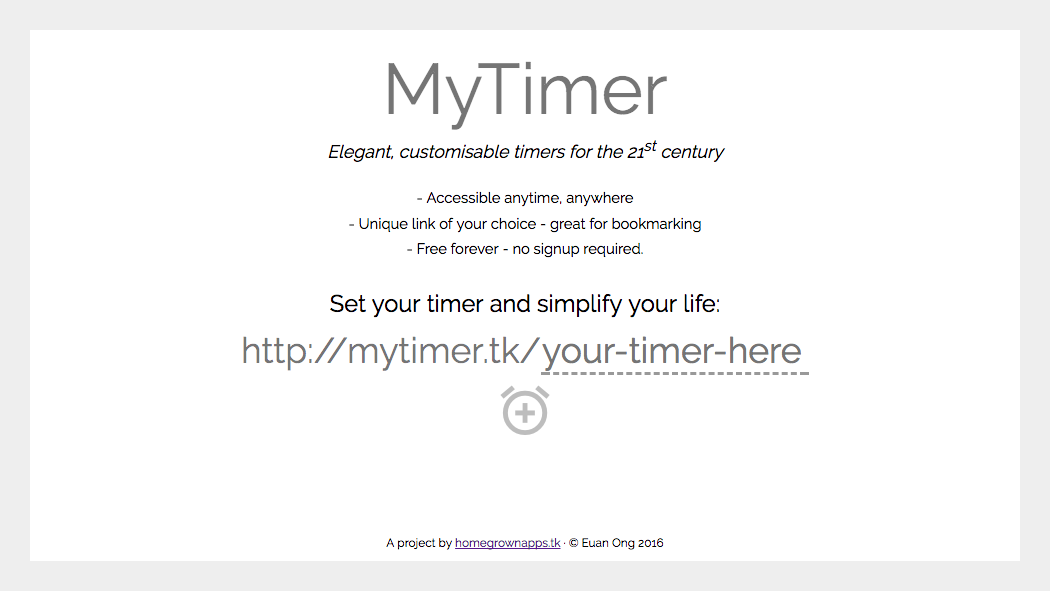 MyTimer
Elegant, customisable timers for the 21st century
- Accessible anytime, anywhere
- Unique link of your choice - great for bookmarking
- Free forever - no signup required.
Set your timer and simplify your life:
http://mytimer.tk/your-timer-here
A project by homegrownapps.tk · © Euan Ong 2016